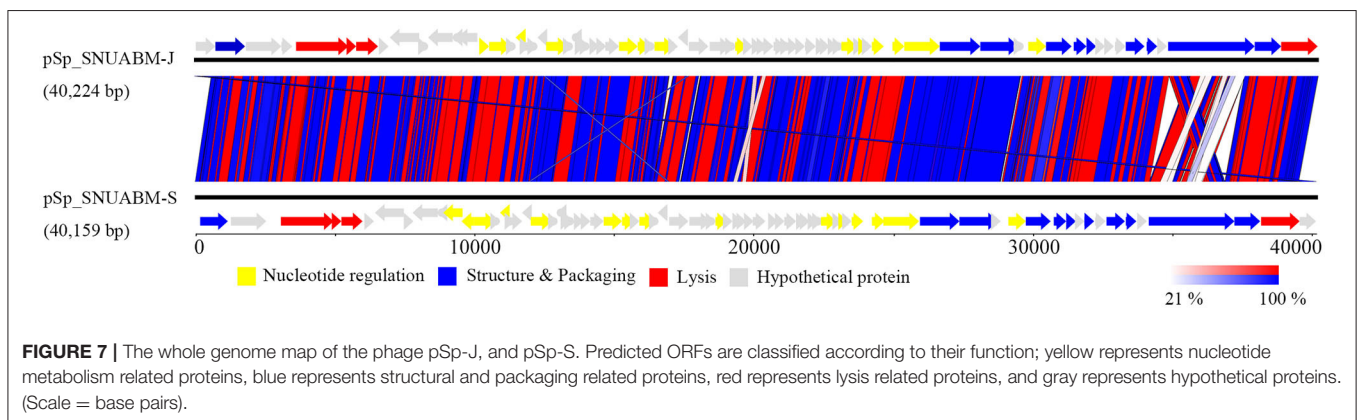 pSp_SNUABM-J
(40,224 bp)
pSp_SNUABM-S
(40,159 bp)
0 10000 20000 30000 40000
Nucleotide regulation Structure & Packaging Lysis Hypothetical protein
21 % 100 %
FIGURE 7 | The whole genome map of the phage pSp-J, and pSp-S. Predicted ORFs are classified according to their function; yellow represents nucleotide
metabolism related proteins, blue represents structural and packaging related proteins, red represents lysis related proteins, and gray represents hypothetical proteins.
(Scale = base pairs).